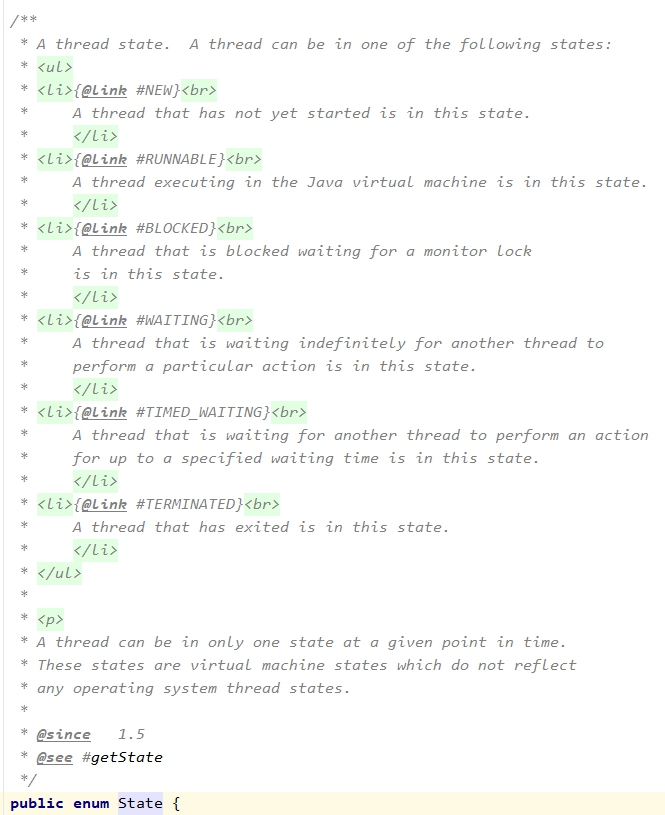 /**
* A thread state.  A thread can be in one of the following states:
* <ul>
* <li>{@link #NEW}<br>
*     A thread that has not yet started is in this state.
*     </li>
* <li>{@link #RUNNABLE}<br>
*     A thread executing in the Java virtual machine is in this state.
*     </li>
* <li>{@link #BLOCKED}<br>
*     A thread that is blocked waiting for a monitor lock
*     is in this state.
*     </li>
* <li>{@link #WAITING}<br>
*     A thread that is waiting indefinitely for another thread to
*     perform a particular action is in this state.
*     </li>
* <li>{@link #TIMED_WAITING}<br>
*     A thread that is waiting for another thread to perform an action
*     for up to a specified waiting time is in this state.
*     </li>
* <li>{@link #TERMINATED}<br>
*     A thread that has exited is in this state.
*     </li>
* </ul>
*
* <p>
* A thread can be in only one state at a given point in time.
* These states are virtual machine states which do not reflect
* any operating system thread states.
*
* @since   1.5
* @see #getState
*/
public enum State {